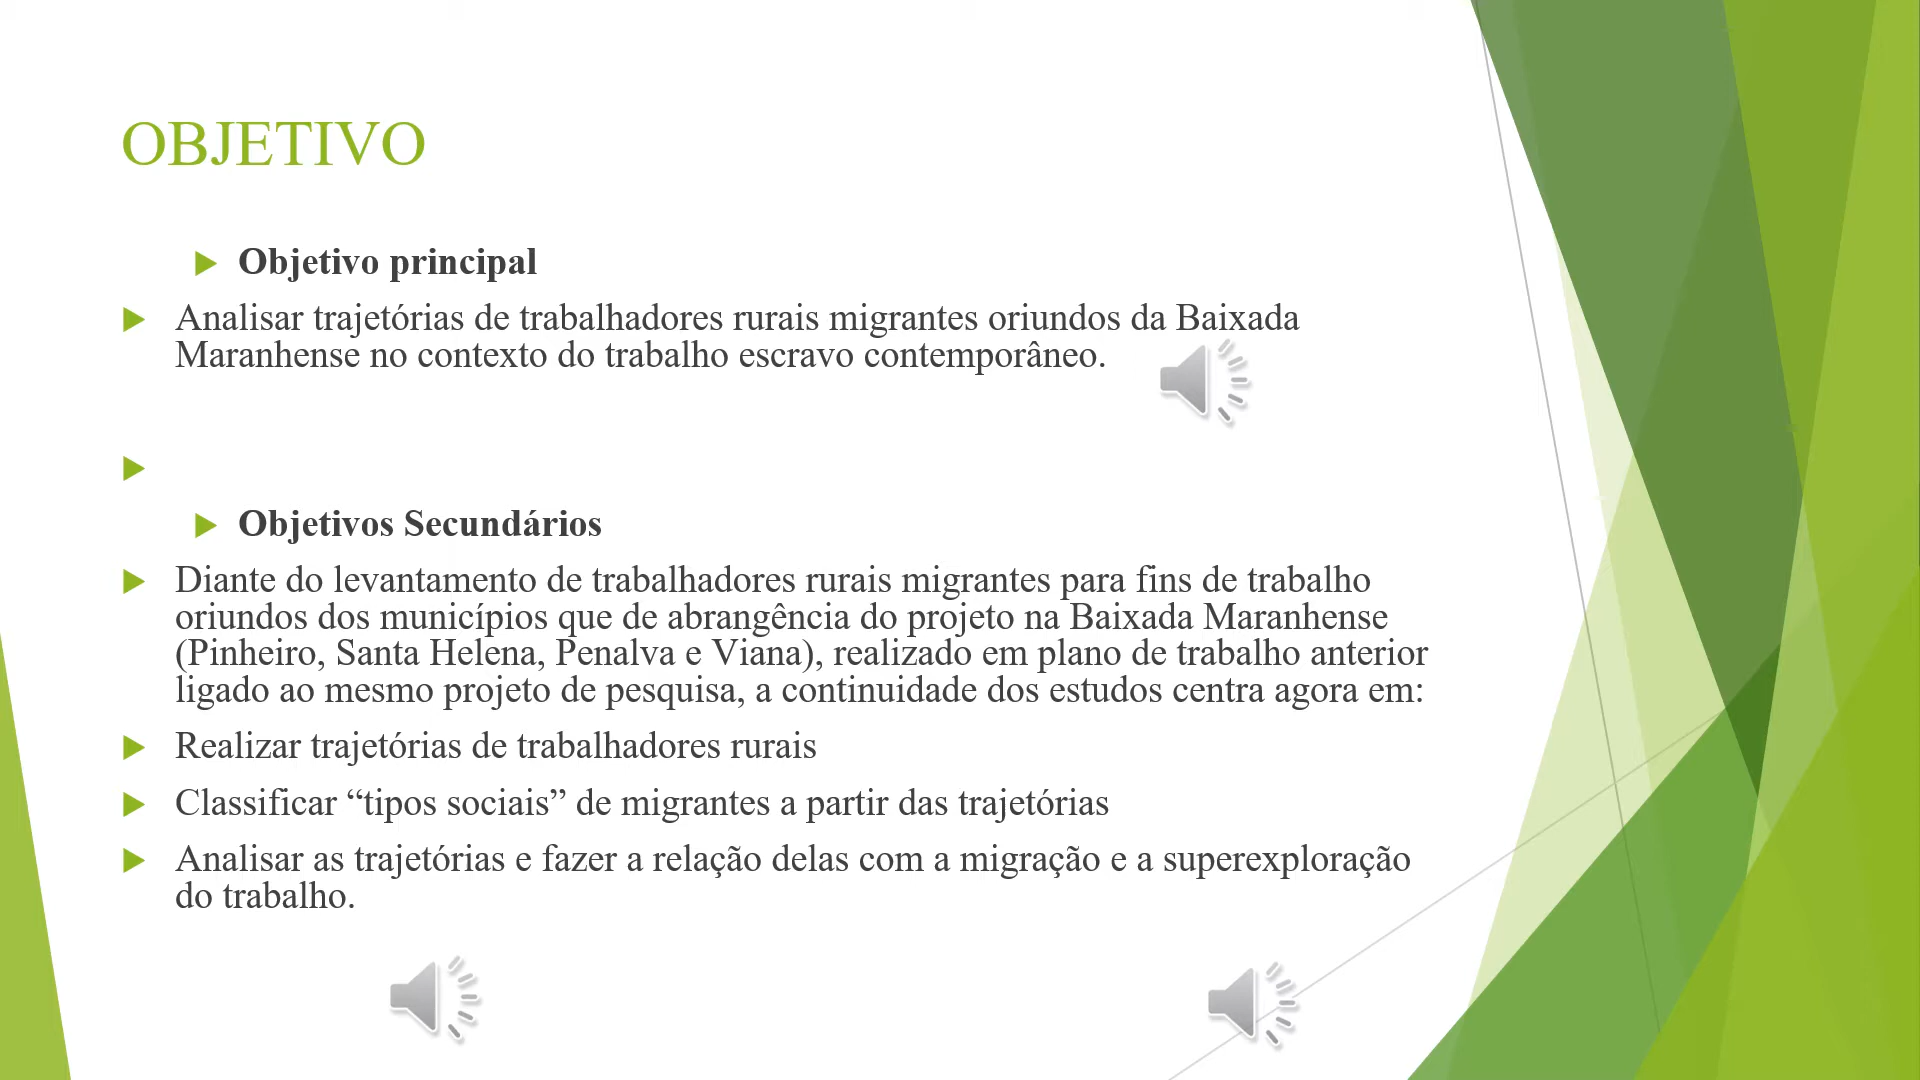 OBJETIVO
Objetivo principal
Analisar trajetórias de trabalhadores rurais migrantes oriundos da Baixada
Maranhense no contexto do trabalho escravo contemporâneo.
Objetivos Secundários
Diante do levantamento de trabalhadores rurais migrantes para fins de trabalho
oriundos dos municípios que de abrangência do projeto na Baixada Maranhense
(Pinheiro, Santa Helena, Penalva e Viana), realizado em plano de trabalho anterior
ligado ao mesmo projeto de pesquisa, a continuidade dos estudos centra agora em:
Realizar trajetórias de trabalhadores rurais
Classificar “tipos sociais” de migrantes a partir das trajetórias
Analisar as trajetórias e fazer a relação delas com a migração e a superexploração
do trabalho.